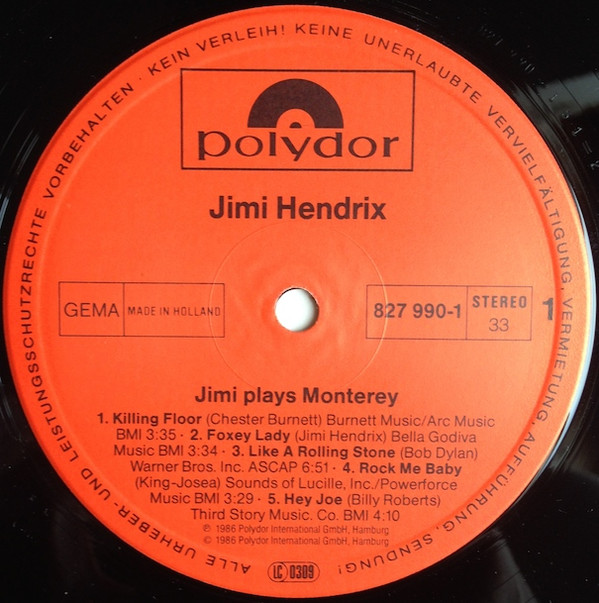 ALLE URHEBER- UND LEISTUNGSSCHUTZRECHTE VORBEHALTEN · KEIN VERLEIH! KEINE UNERLAUBTE VERVIELFÄLTIGUNG, VERMIETUNG, AUFFÜHRUNG, SENDUNG!
polydor
Jimi Hendrix
GEMA MADE IN HOLLAND
827 990-1 STEREO 33 1
Jimi plays Monterey
1. Killing Floor (Chester Burnett) Burnett Music/Arc Music
BMI 3:35 · 2. Foxey Lady (Jimi Hendrix) Bella Godiva
Music BMI 3:34 · 3. Like A Rolling Stone (Bob Dylan)
Warner Bros. Inc. ASCAP 6:51 · 4. Rock Me Baby
(King-Josea) Sounds of Lucille, Inc./Powerforce
Music BMI 3:29 · 5. Hey Joe (Billy Roberts)
Third Story Music. Co. BMI 4:10
℗ 1986 Polydor International GmbH, Hamburg
© 1986 Polydor International GmbH, Hamburg
LC 0309